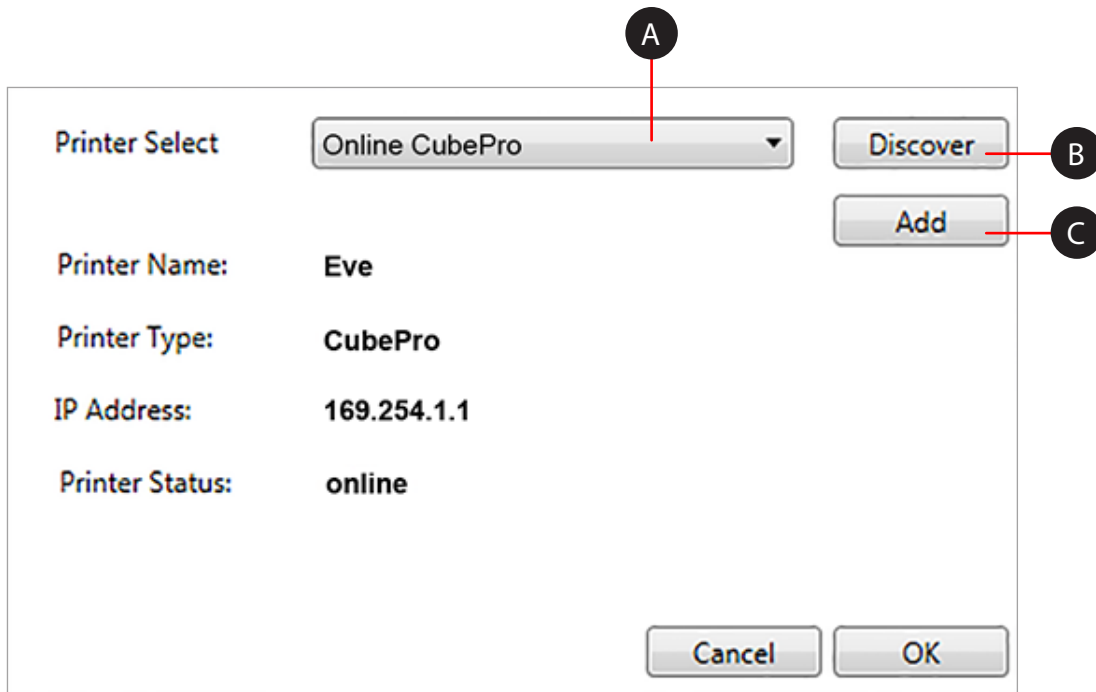 A
Printer Select Online CubePro Discover B
Add C
Printer Name: Eve
Printer Type: CubePro
IP Address: 169.254.1.1
Printer Status: online
Cancel OK